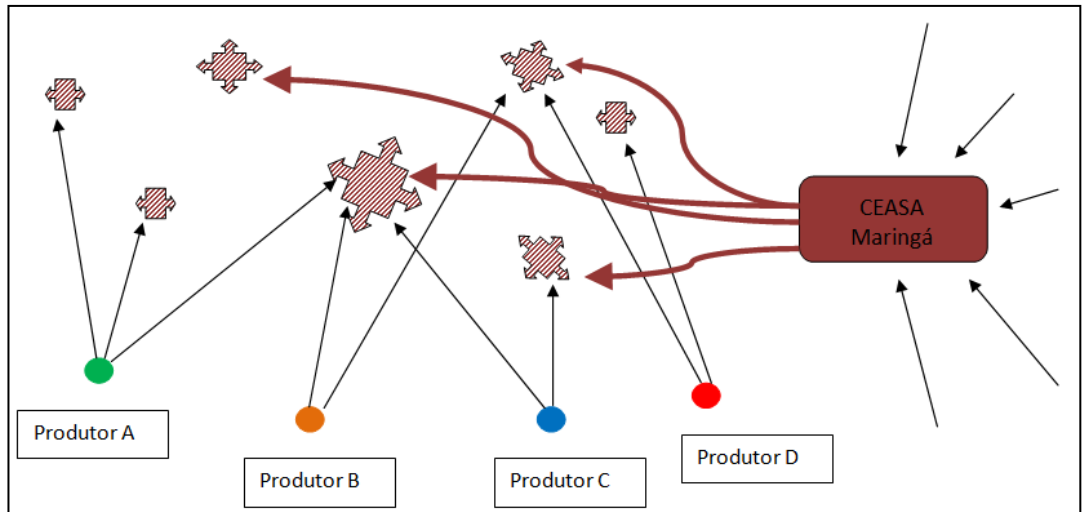 CEASA
Maringá
Produtor A
Produtor B
Produtor C
Produtor D